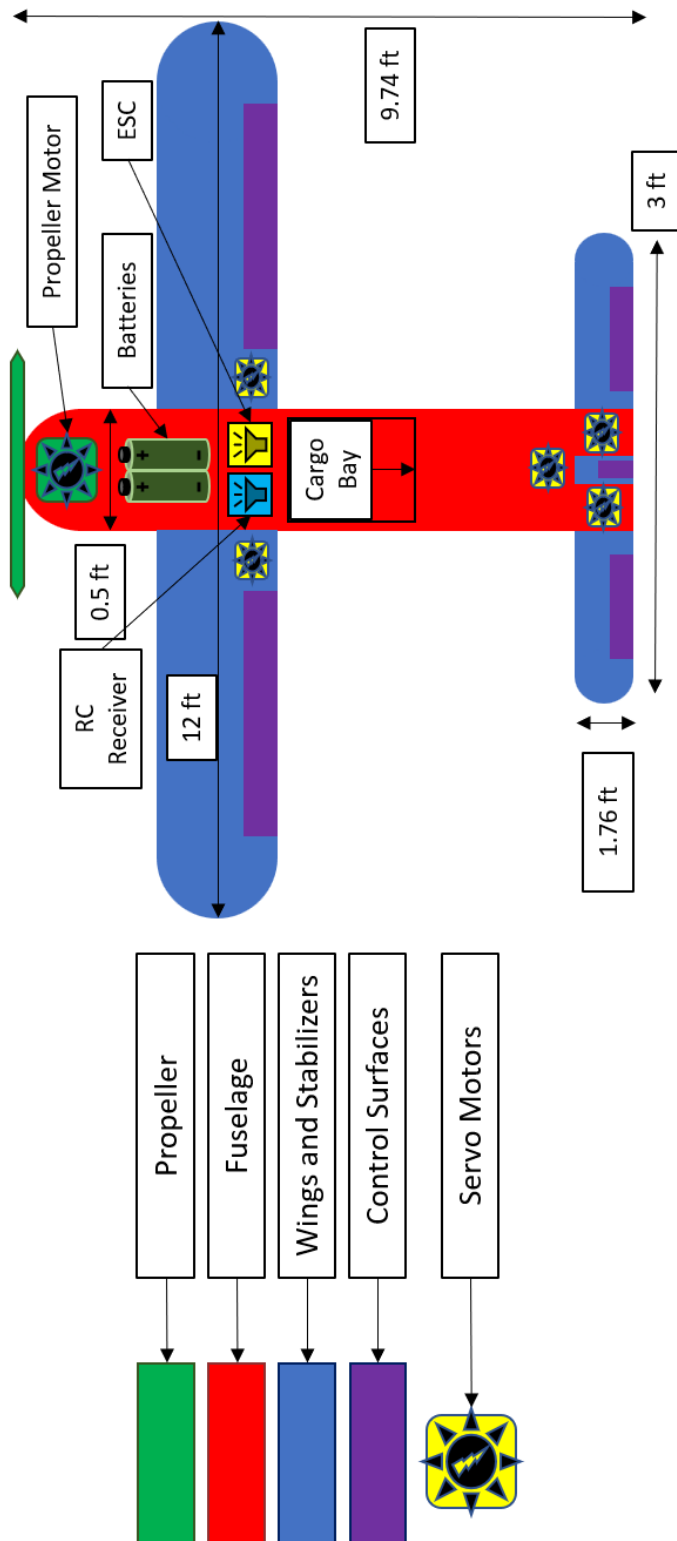 Propeller
Fuselage
Wings and Stabilizers
Control Surfaces
Servo Motors
RC
Receiver
0.5 ft
Batteries
Propeller Motor
ESC
12 ft
Cargo
Bay
9.74 ft
1.76 ft
3 ft
+
-
+
-